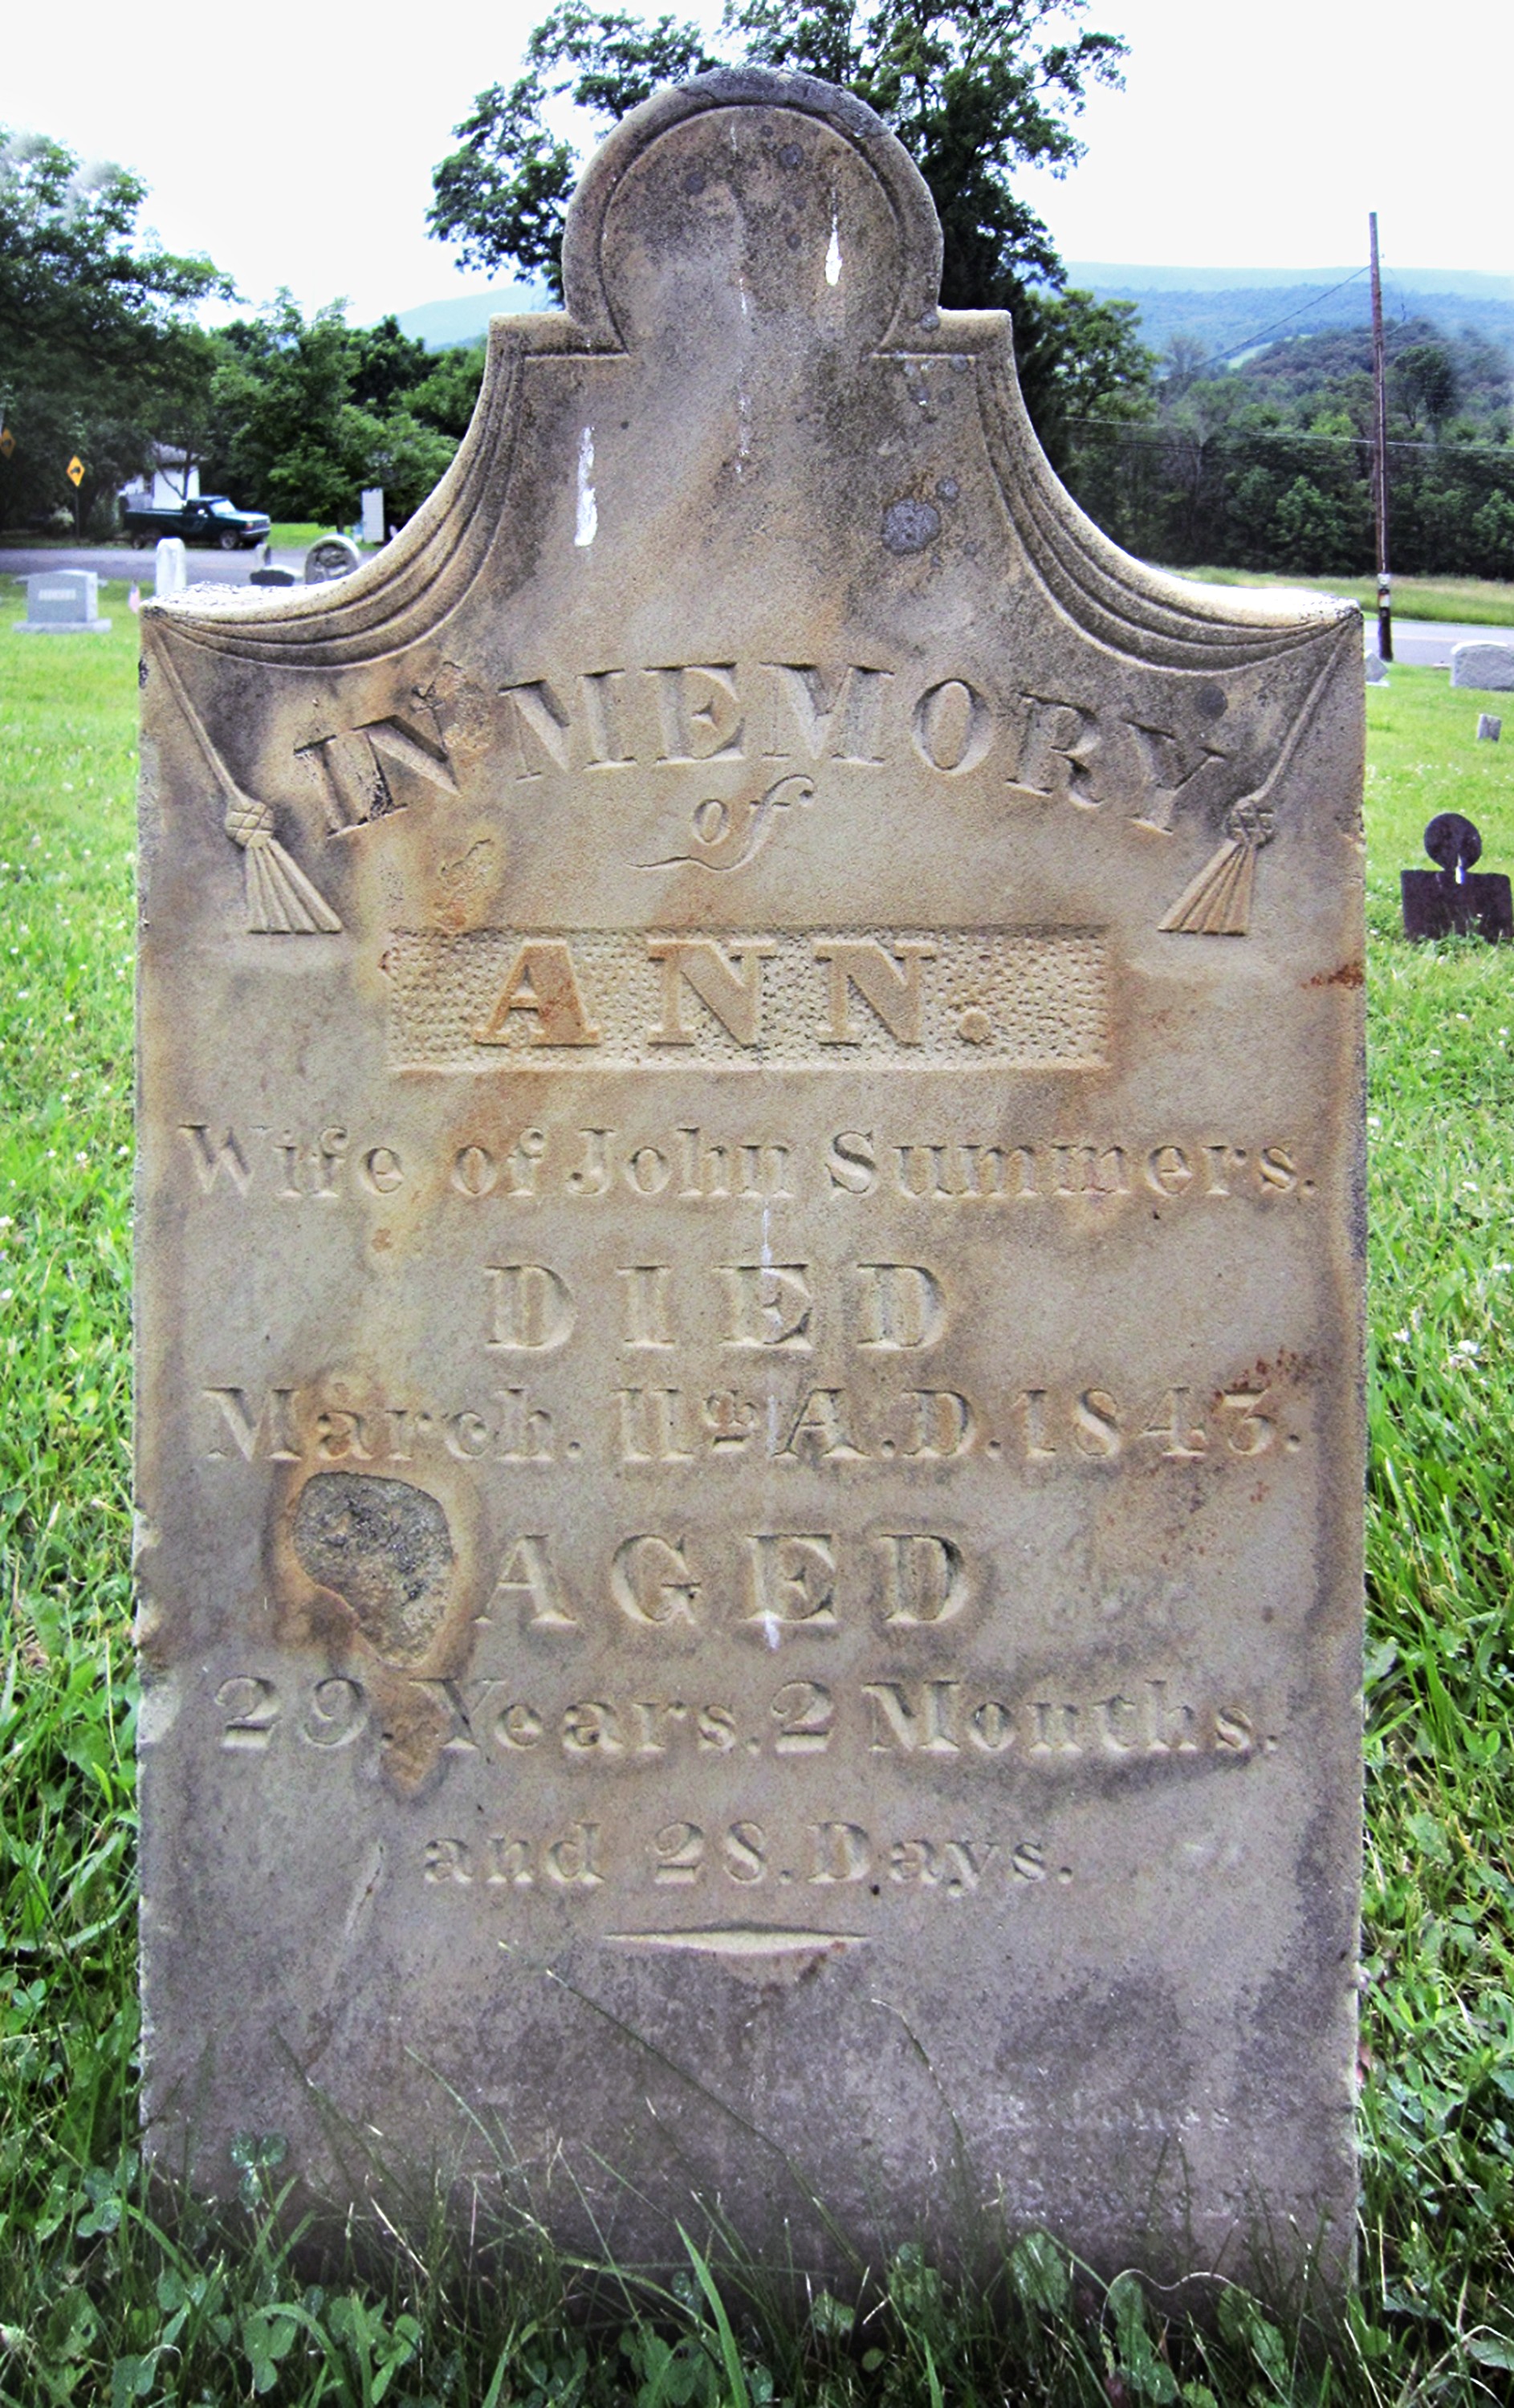 IN MEMORY
of
ANN.
Wife of John Summers.
DIED
March. 11th A.D. 1843.
AGED
29. Years. 2 Months.
and 28. Days.